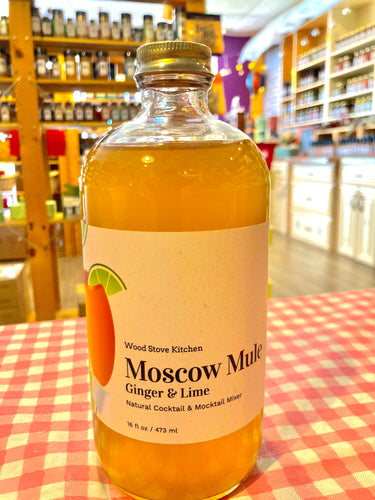 Wood Stove Kitchen
Moscow Mule
Ginger & Lime
Natural Cocktail & Mocktail Mixer
16 fl oz / 473 ml